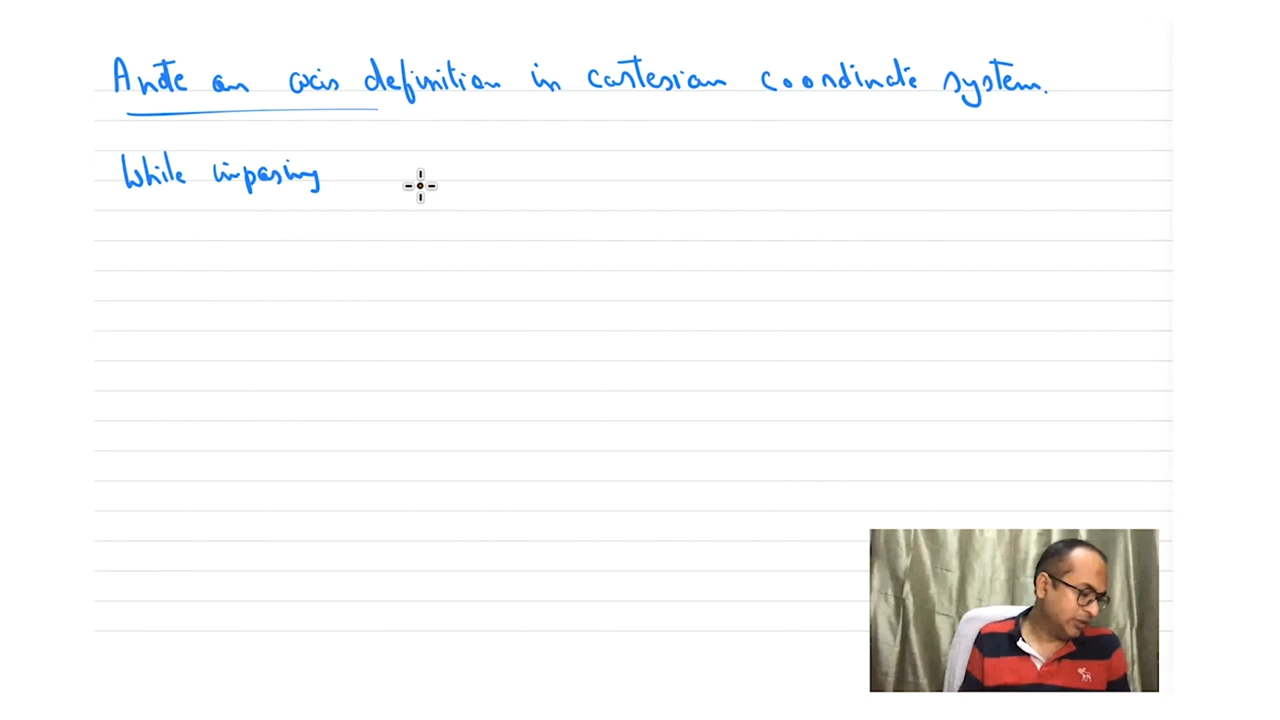 A note on axis definition in cartesian coordinate system.
While imposing